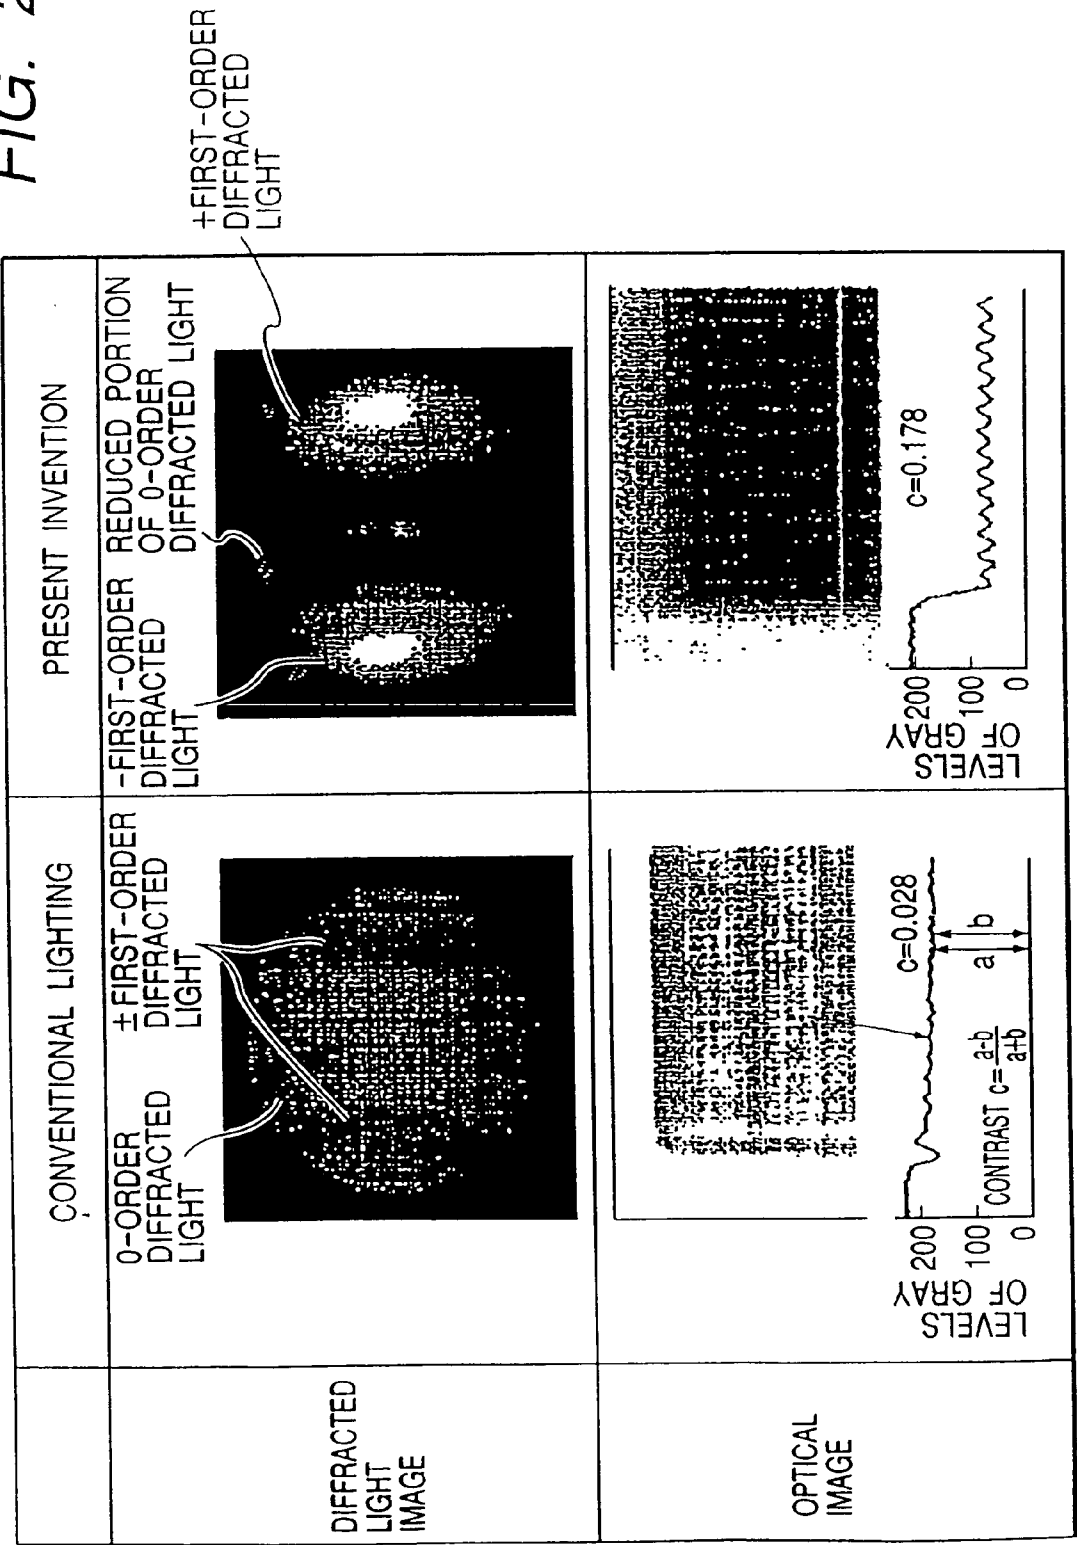 FIG. 2
CONVENTIONAL LIGHTING
PRESENT INVENTION
DIFFRACTED
LIGHT
IMAGE
0-ORDER
DIFFRACTED
LIGHT
±FIRST-ORDER
DIFFRACTED
LIGHT
-FIRST-ORDER
DIFFRACTED
LIGHT
REDUCED PORTION
OF 0-ORDER
DIFFRACTED LIGHT
+FIRST-ORDER
DIFFRACTED
LIGHT
OPTICAL
IMAGE
LEVELS
OF GRAY
200
100
0
CONTRAST c=a-b/a+b
c=0.028
a
b
LEVELS
OF GRAY
200
100
0
c=0.178